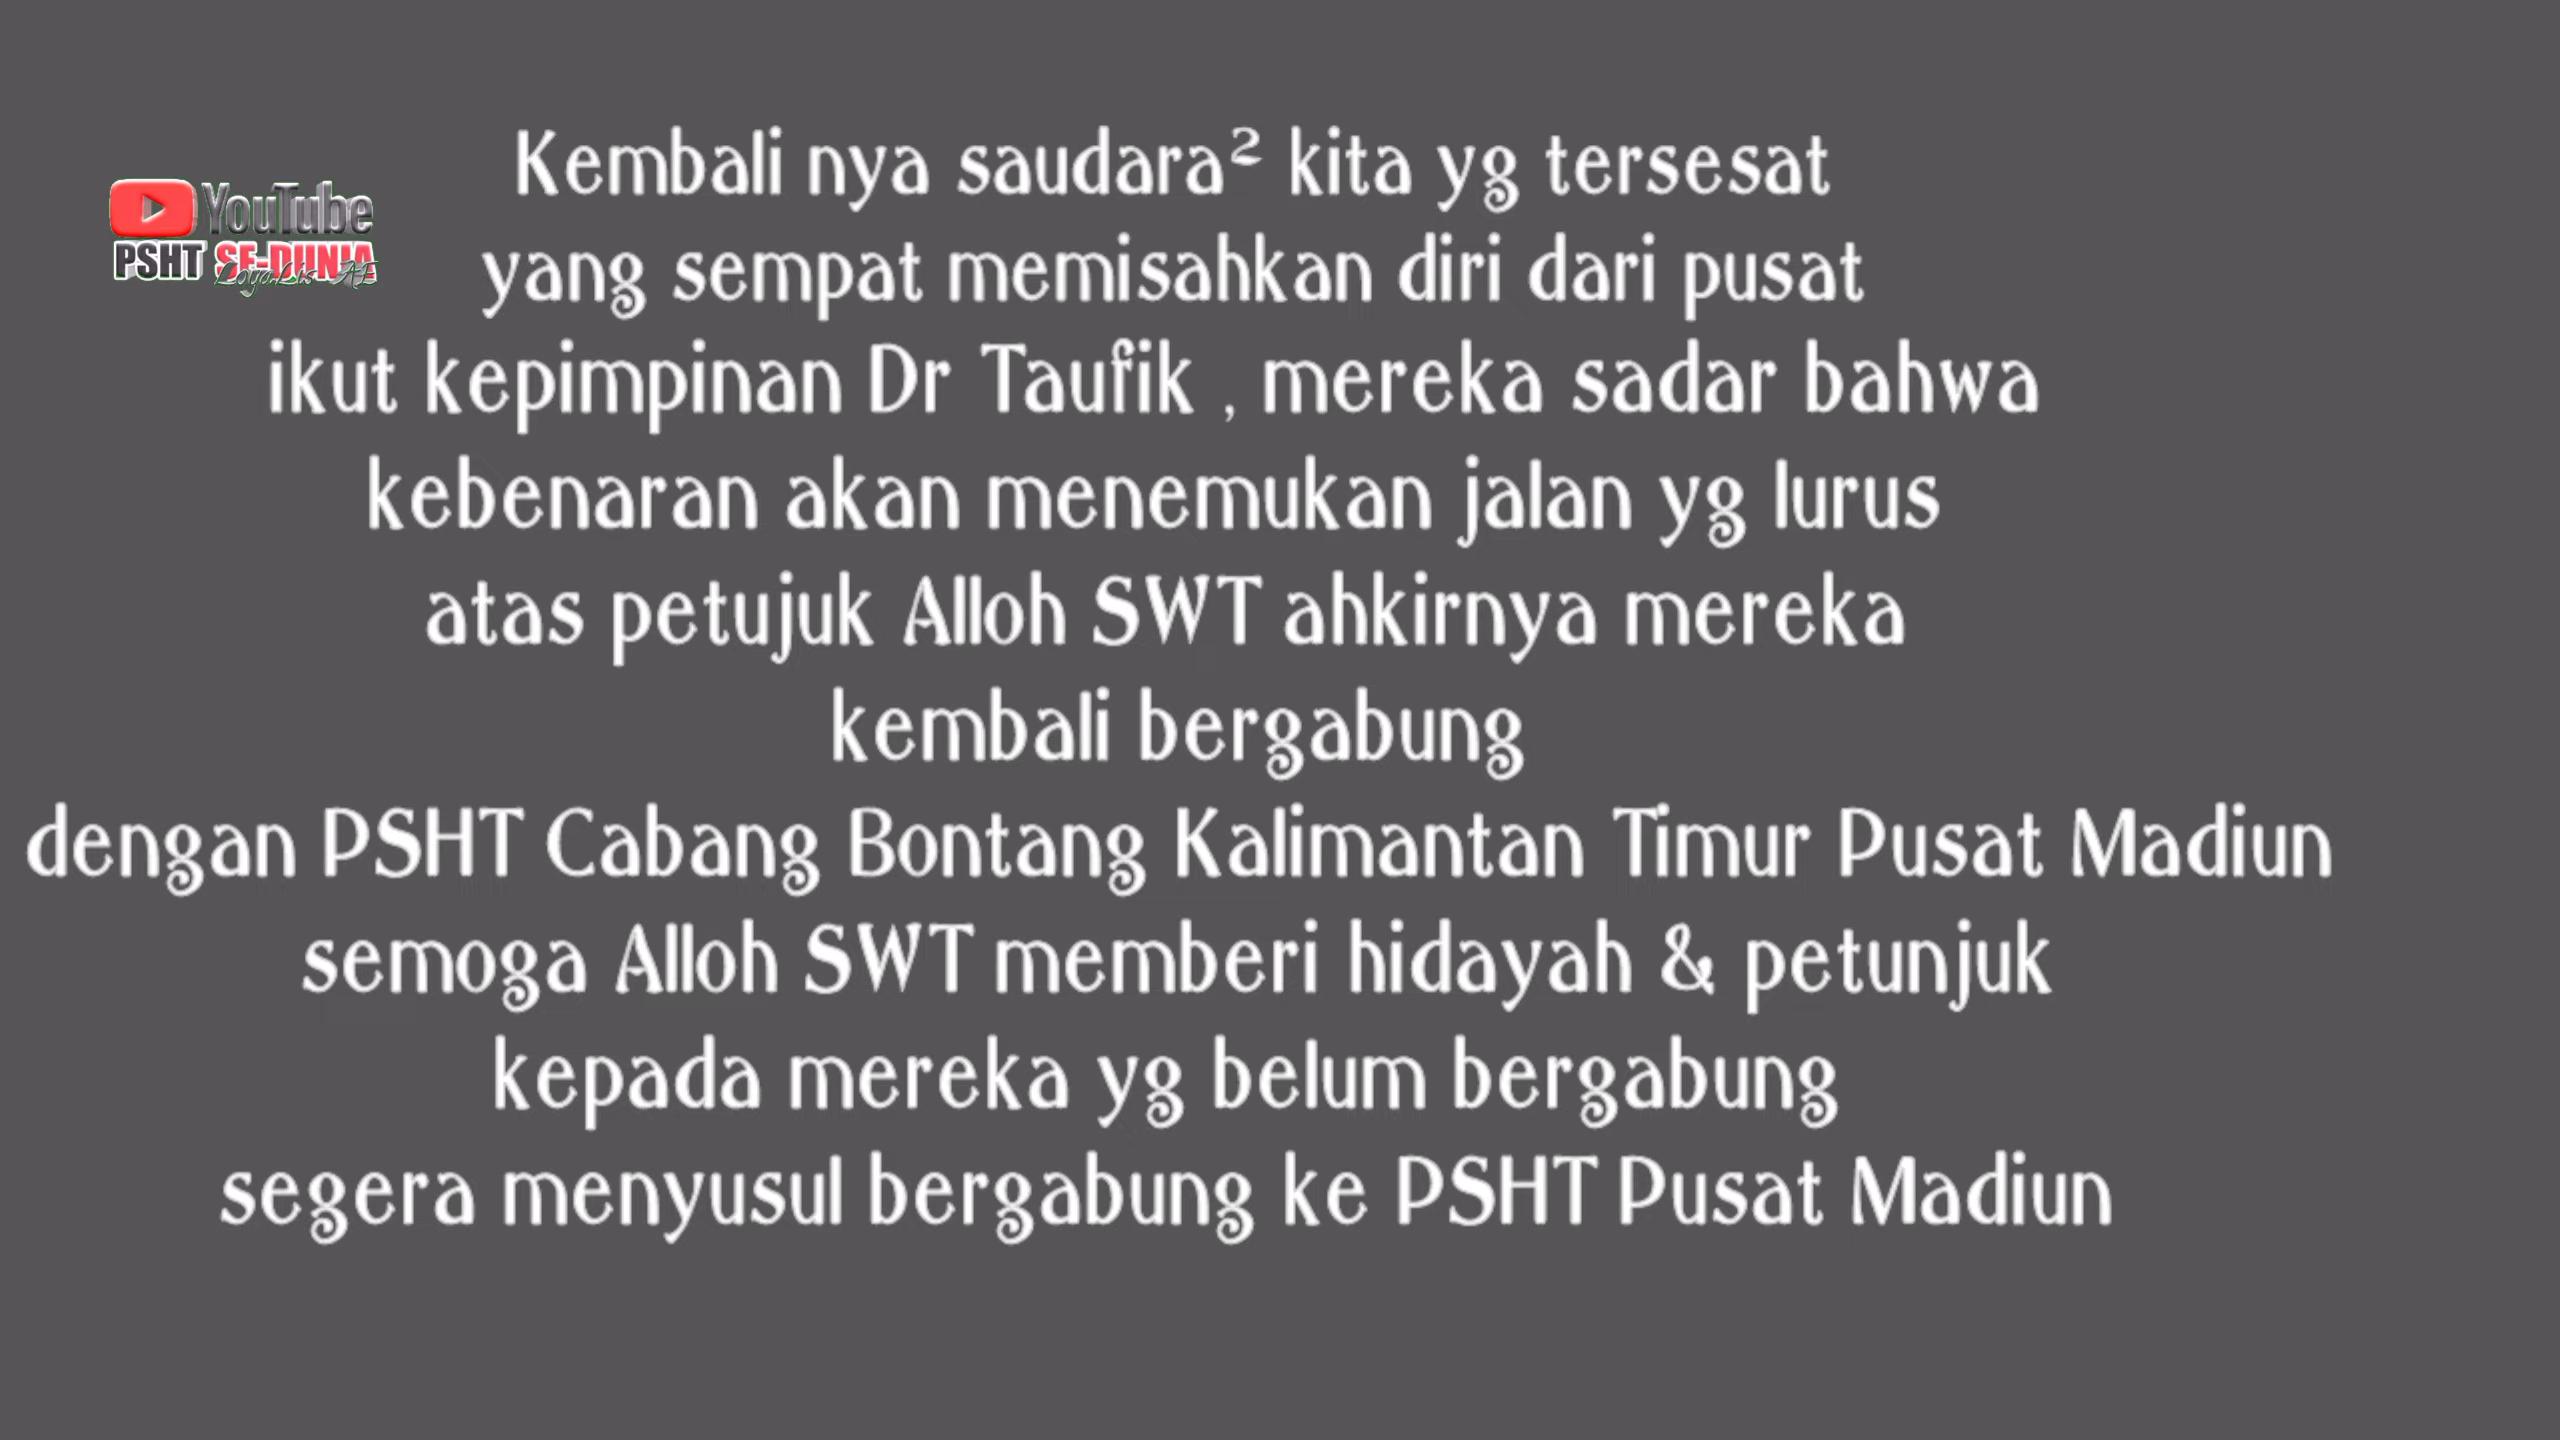 Kembali nya saudara² kita yg tersesat
YouTube
PSHT SE-DUNIA
LoyaLis AE
yang sempat memisahkan diri dari pusat
ikut kepimpinan Dr Taufik , mereka sadar bahwa
kebenaran akan menemukan jalan yg lurus
atas petujuk Alloh SWT ahkirnya mereka
kembali bergabung
dengan PSHT Cabang Bontang Kalimantan Timur Pusat Madiun
semoga Alloh SWT memberi hidayah & petunjuk
kepada mereka yg belum bergabung
segera menyusul bergabung ke PSHT Pusat Madiun